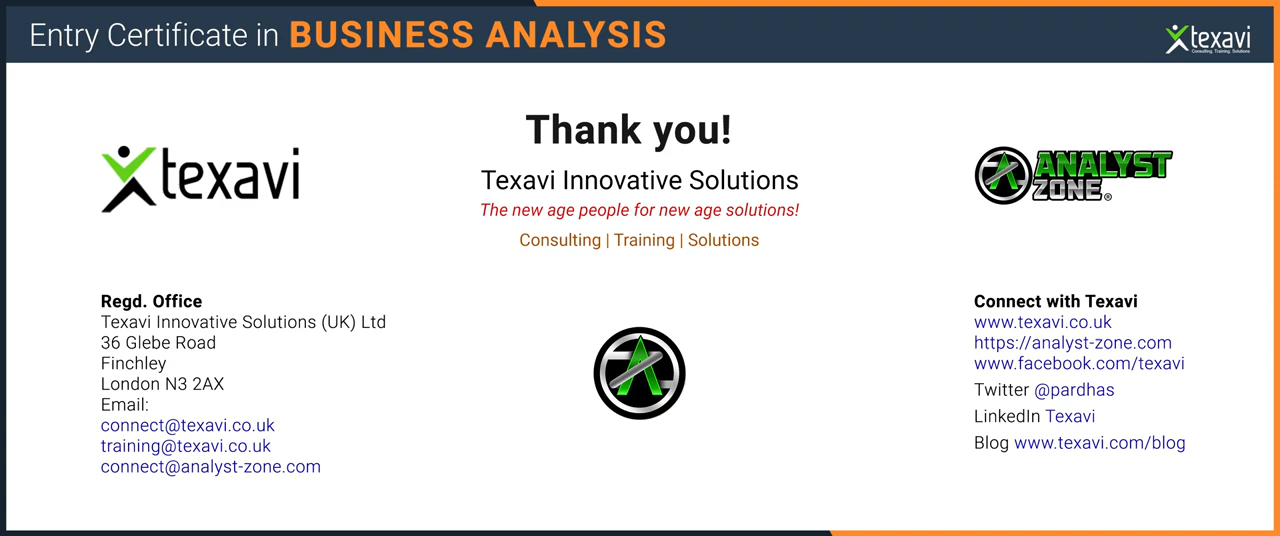 Entry Certificate in BUSINESS ANALYSIS
texavi
Consulting. Training. Solutions
texavi
Thank you!
Texavi Innovative Solutions
The new age people for new age solutions!
Consulting | Training | Solutions
ANALYST
ZONE®
Regd. Office
Texavi Innovative Solutions (UK) Ltd
36 Glebe Road
Finchley
London N3 2AX
Email:
connect@texavi.co.uk
training@texavi.co.uk
connect@analyst-zone.com
Connect with Texavi
www.texavi.co.uk
https://analyst-zone.com
www.facebook.com/texavi
Twitter @pardhas
LinkedIn Texavi
Blog www.texavi.com/blog